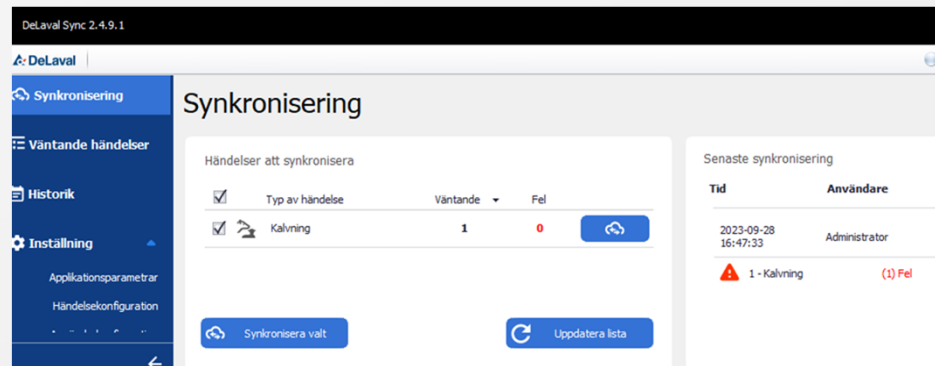 DeLaval Sync 2.4.9.1
DeLaval
Synkronisering
Väntande händelser
Historik
Inställning
Applikationsparametrar
Händelsekonfiguration
Synkronisering
Händelser att synkronisera
Typ av händelse Väntande Fel
Kalvning 1 0
Synkronisera valt
Uppdatera lista
Senaste synkronisering
Tid Användare
2023-09-28
16:47:33
Administrator
1 - Kalvning (1) Fel